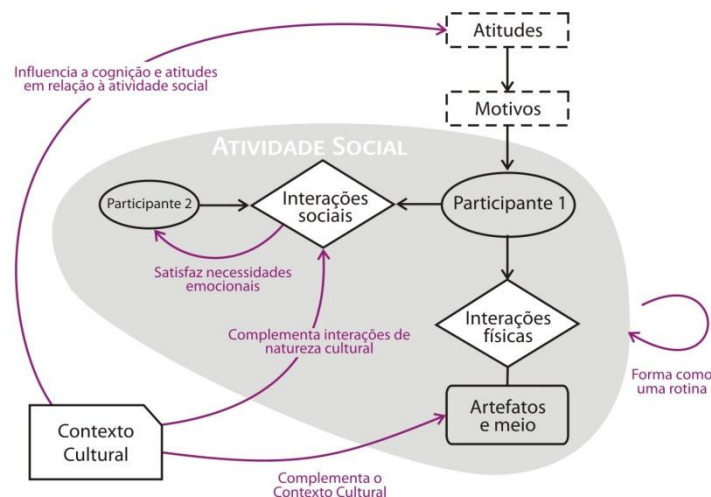 Atitudes
Influencia a cognição e atitudes
em relação à atividade social
Motivos
ATIVIDADE SOCIAL
Participante 2
Interações
sociais
Participante 1
Satisfaz necessidades
emocionais
Complementa interações de
natureza cultural
Interações
físicas
Forma como
uma rotina
Artefatos
e meio
Contexto
Cultural
Complementa o
Contexto Cultural